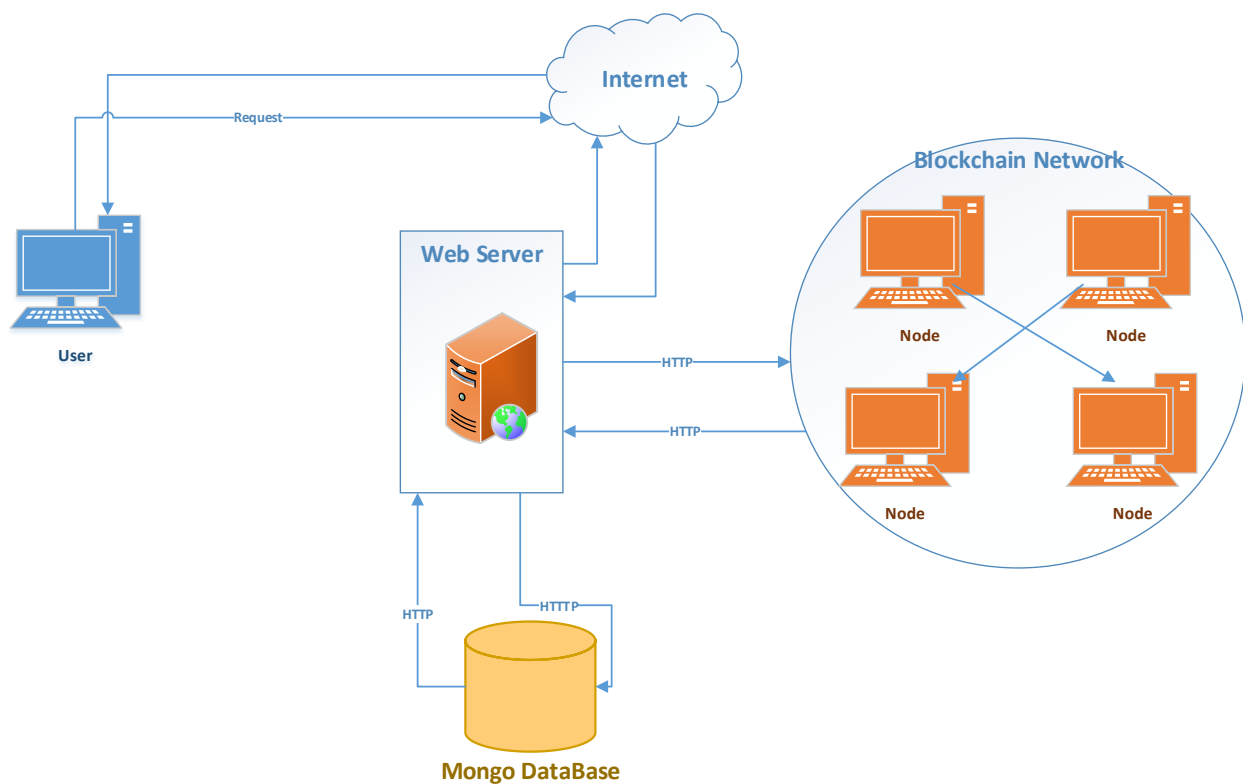 Internet
Request
Blockchain Network
Web Server
User
Node
Node
HTTP
HTTP
Node
Node
HTTP
HTTTP
Mongo DataBase